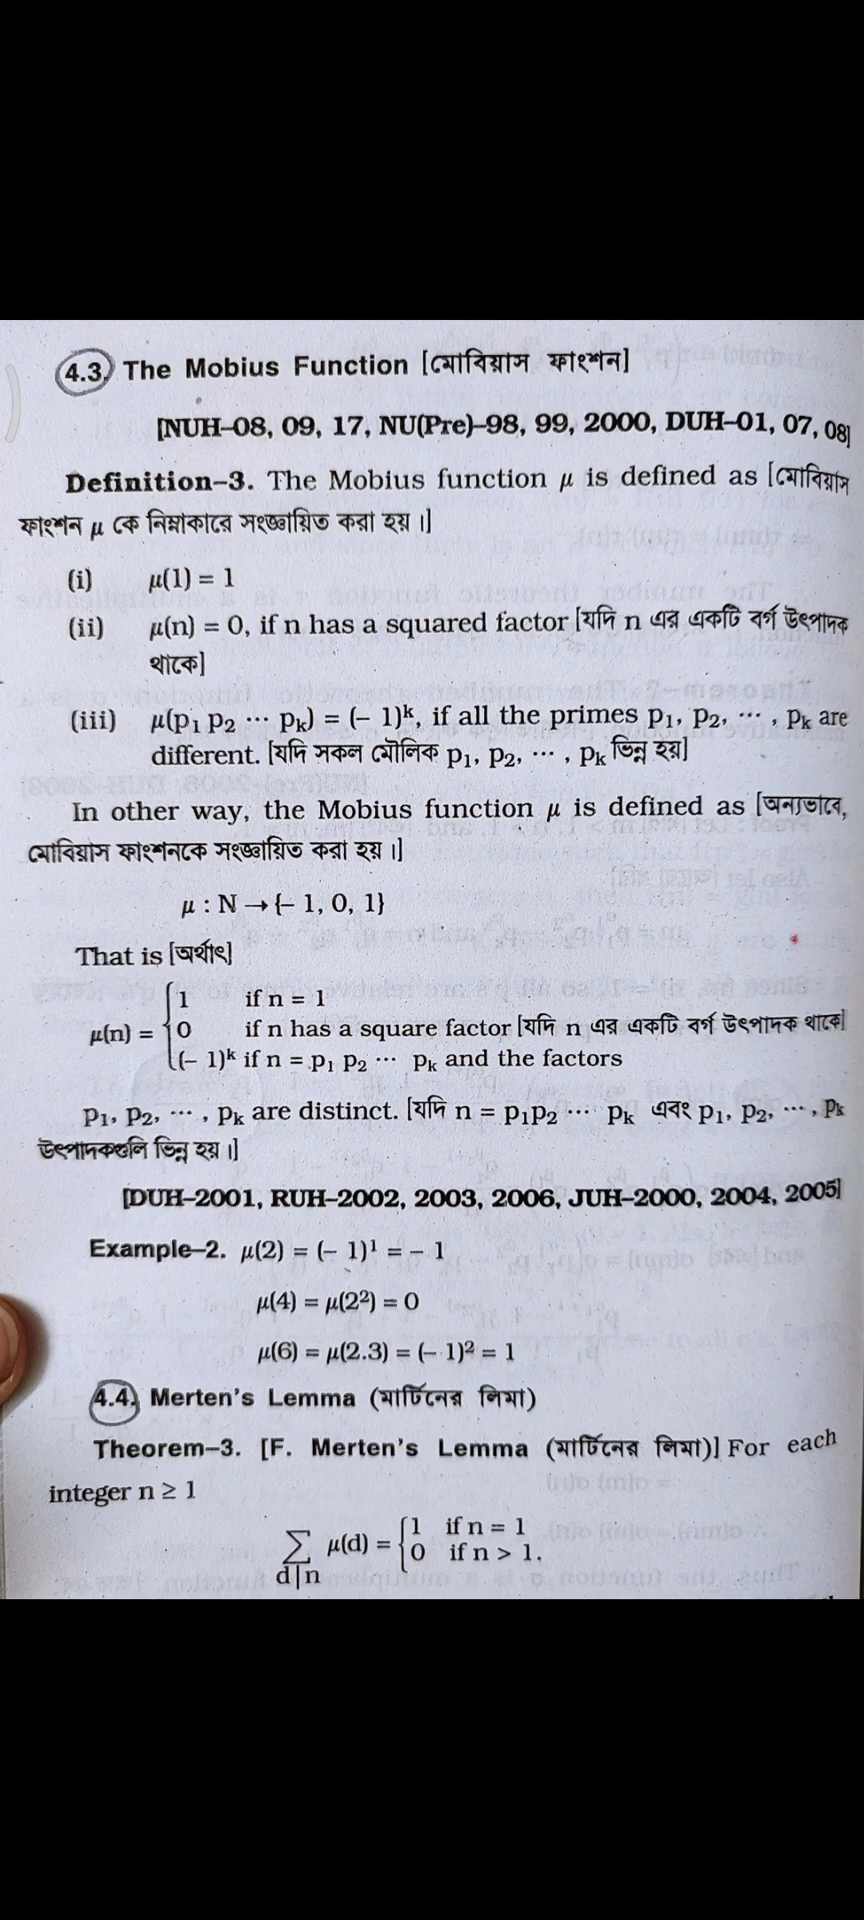 4.3. The Mobius Function [মোবিয়াস ফাংশন]
[NUH–08, 09, 17, NU(Pre)–98, 99, 2000, DUH–01, 07, 08]
Definition–3. The Mobius function μ is defined as [মোবিয়াস
ফাংশন μ কে নিম্নাকারে সংজ্ঞায়িত করা হয়।]
(i) μ(1) = 1
(ii) μ(n) = 0, if n has a squared factor [যদি n এর একটি বর্গ উৎপাদক
থাকে]
(iii) μ(p₁ p₂ ⋯ pₖ) = (– 1)ᵏ, if all the primes p₁, p₂, ⋯ , pₖ are
different. [যদি সকল মৌলিক p₁, p₂, ⋯ , pₖ ভিন্ন হয়]
In other way, the Mobius function μ is defined as [অন্যভাবে,
মোবিয়াস ফাংশনকে সংজ্ঞায়িত করা হয়।]
μ : N → {– 1, 0, 1}
That is [অর্থাৎ]
μ(n) = { 1 if n = 1
0 if n has a square factor [যদি n এর একটি বর্গ উৎপাদক থাকে]
(– 1)ᵏ if n = p₁ p₂ ⋯ pₖ and the factors
p₁, p₂, ⋯ , pₖ are distinct. [যদি n = p₁p₂ ⋯ pₖ এবং p₁, p₂, ⋯ , pₖ
উৎপাদকগুলি ভিন্ন হয়।]
[DUH–2001, RUH–2002, 2003, 2006, JUH–2000, 2004, 2005]
Example–2. μ(2) = (– 1)¹ = – 1
μ(4) = μ(2²) = 0
μ(6) = μ(2.3) = (– 1)² = 1
4.4. Merten's Lemma (মার্টিনের লিমা)
Theorem–3. [F. Merten's Lemma (মার্টিনের লিমা)] For each
integer n ≥ 1
∑ μ(d) = { 1 if n = 1
0 if n > 1.
d|n